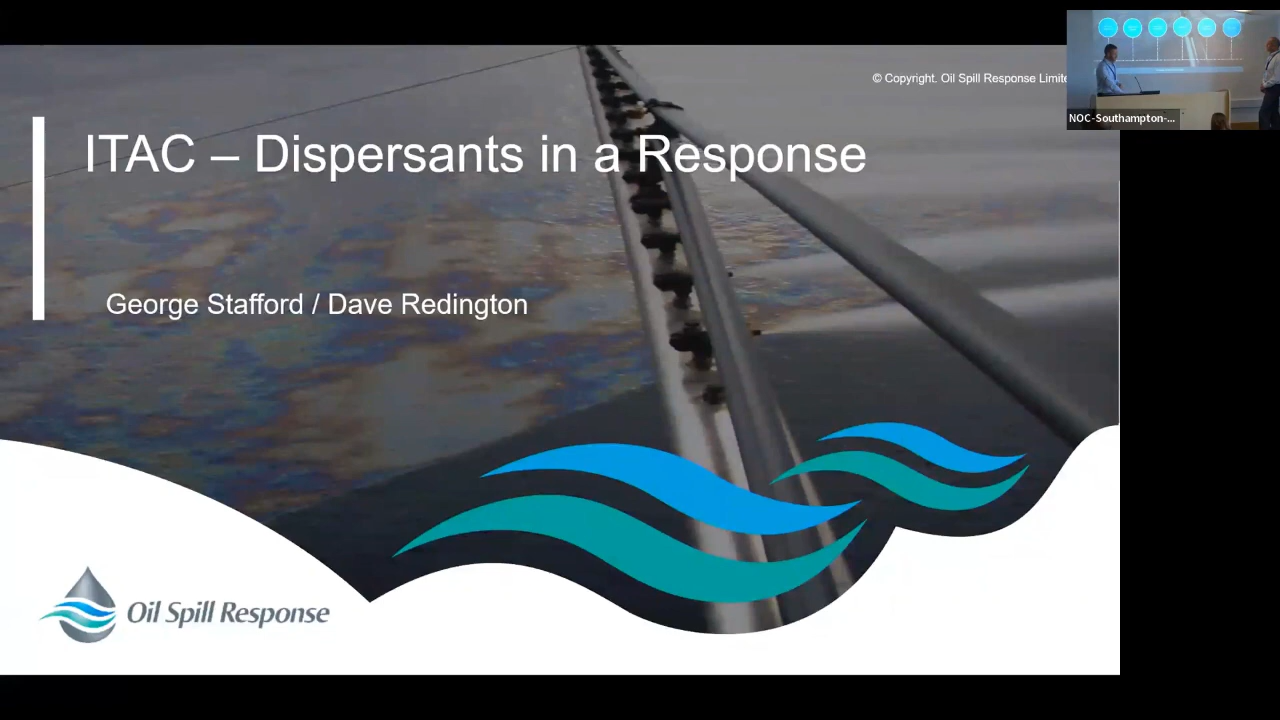 © Copyright. Oil Spill Response Limite
NOC-Southampton-...
ITAC – Dispersants in a Response
George Stafford / Dave Redington
Oil Spill Response